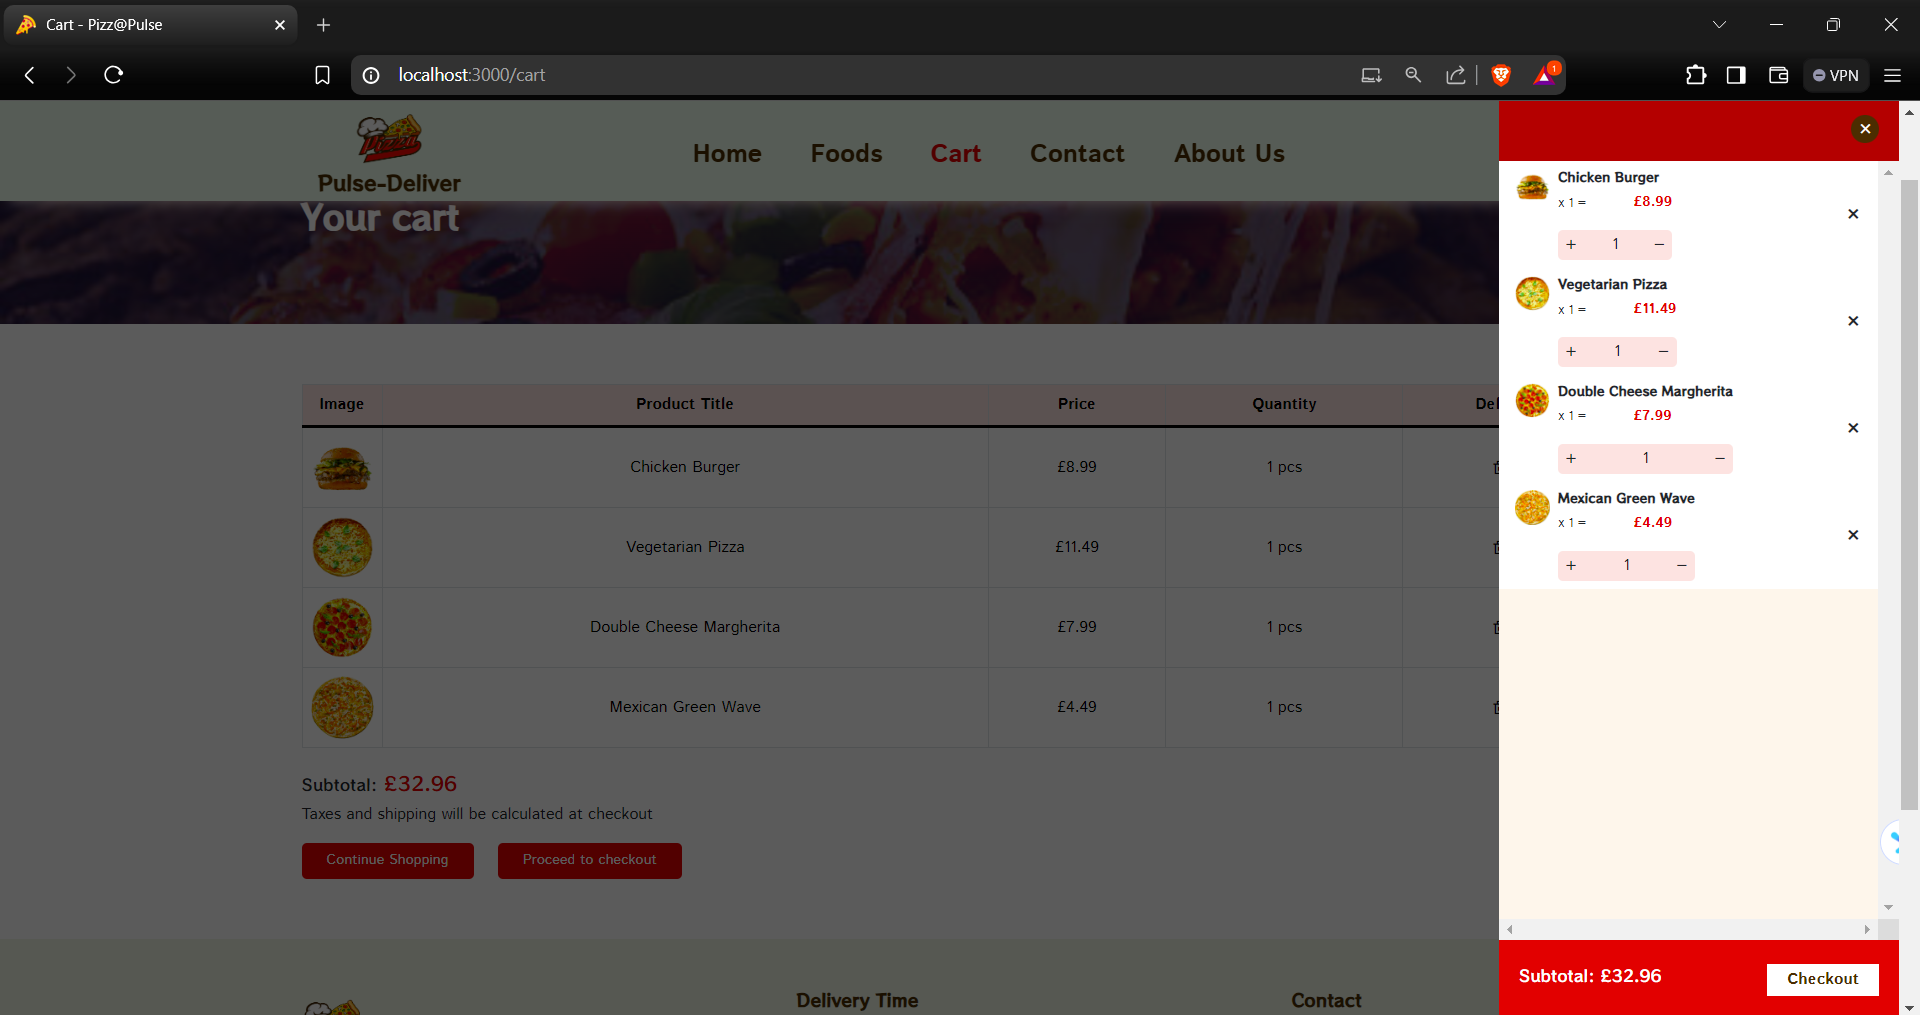 Cart - Pizz@Pulse
localhost:3000/cart
1
VPN
Pizza
Pulse-Deliver
Home
Foods
Cart
Contact
About Us
Your cart
Image
Product Title
Price
Quantity
Del
Chicken Burger
£8.99
1 pcs
Vegetarian Pizza
£11.49
1 pcs
Double Cheese Margherita
£7.99
1 pcs
Mexican Green Wave
£4.49
1 pcs
Subtotal: £32.96
Taxes and shipping will be calculated at checkout
Continue Shopping
Proceed to checkout
Delivery Time
Contact
Chicken Burger
x 1 = £8.99
+ 1 −
Vegetarian Pizza
x 1 = £11.49
+ 1 −
Double Cheese Margherita
x 1 = £7.99
+ 1 −
Mexican Green Wave
x 1 = £4.49
+ 1 −
Subtotal: £32.96
Checkout